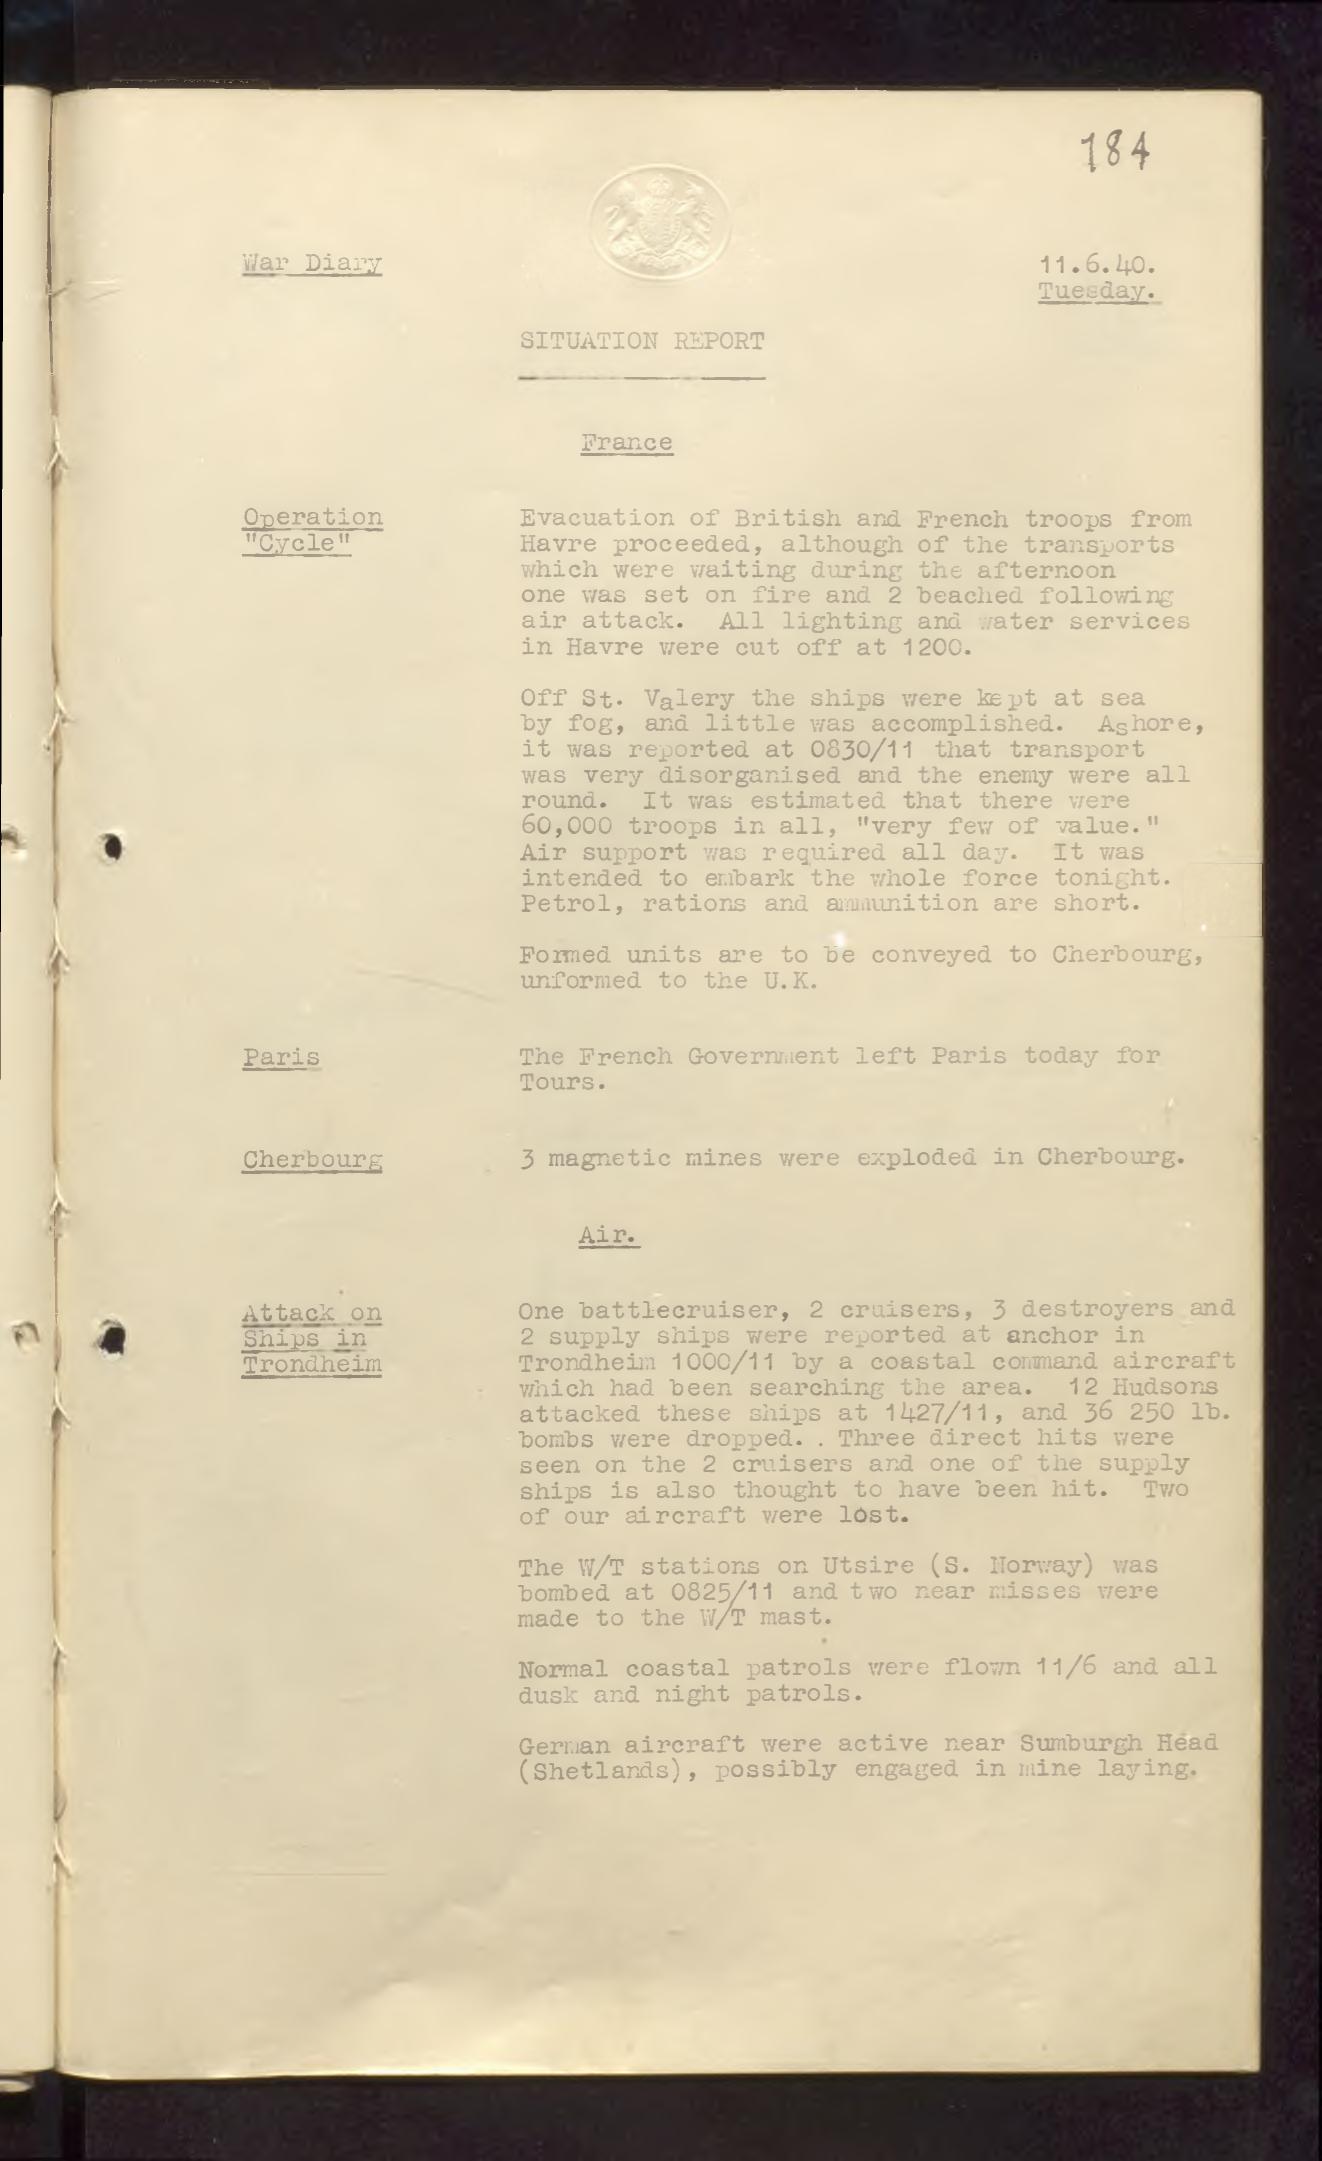 184
War Diary
11.6.40.
Tuesday.
SITUATION REPORT
France
Operation
"Cycle"
Evacuation of British and French troops from
Havre proceeded, although of the transports
which were waiting during the afternoon
one was set on fire and 2 beached following
air attack. All lighting and water services
in Havre were cut off at 1200.
Off St. Valery the ships were kept at sea
by fog, and little was accomplished. Ashore,
it was reported at 0830/11 that transport
was very disorganised and the enemy were all
round. It was estimated that there were
60,000 troops in all, "very few of value."
Air support was required all day. It was
intended to embark the whole force tonight.
Petrol, rations and ammunition are short.
Formed units are to be conveyed to Cherbourg,
unformed to the U.K.
Paris
The French Government left Paris today for
Tours.
Cherbourg
3 magnetic mines were exploded in Cherbourg.
Air.
Attack on
Ships in
Trondheim
One battlecruiser, 2 cruisers, 3 destroyers and
2 supply ships were reported at anchor in
Trondheim 1000/11 by a coastal command aircraft
which had been searching the area. 12 Hudsons
attacked these ships at 1427/11, and 36 250 lb.
bombs were dropped. . Three direct hits were
seen on the 2 cruisers and one of the supply
ships is also thought to have been hit. Two
of our aircraft were lost.
The W/T stations on Utsire (S. Norway) was
bombed at 0825/11 and two near misses were
made to the W/T mast.
Normal coastal patrols were flown 11/6 and all
dusk and night patrols.
German aircraft were active near Sumburgh Head
(Shetlands), possibly engaged in mine laying.